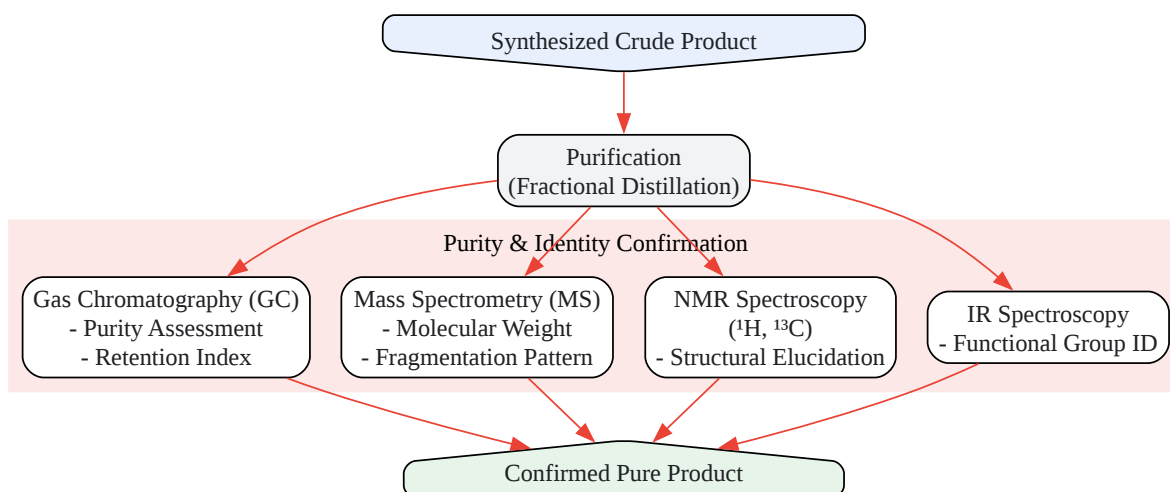 Synthesized Crude Product
Purification
(Fractional Distillation)
Purity & Identity Confirmation
Gas Chromatography (GC)
- Purity Assessment
- Retention Index
Mass Spectrometry (MS)
- Molecular Weight
- Fragmentation Pattern
NMR Spectroscopy
(¹H, ¹³C)
- Structural Elucidation
IR Spectroscopy
- Functional Group ID
Confirmed Pure Product